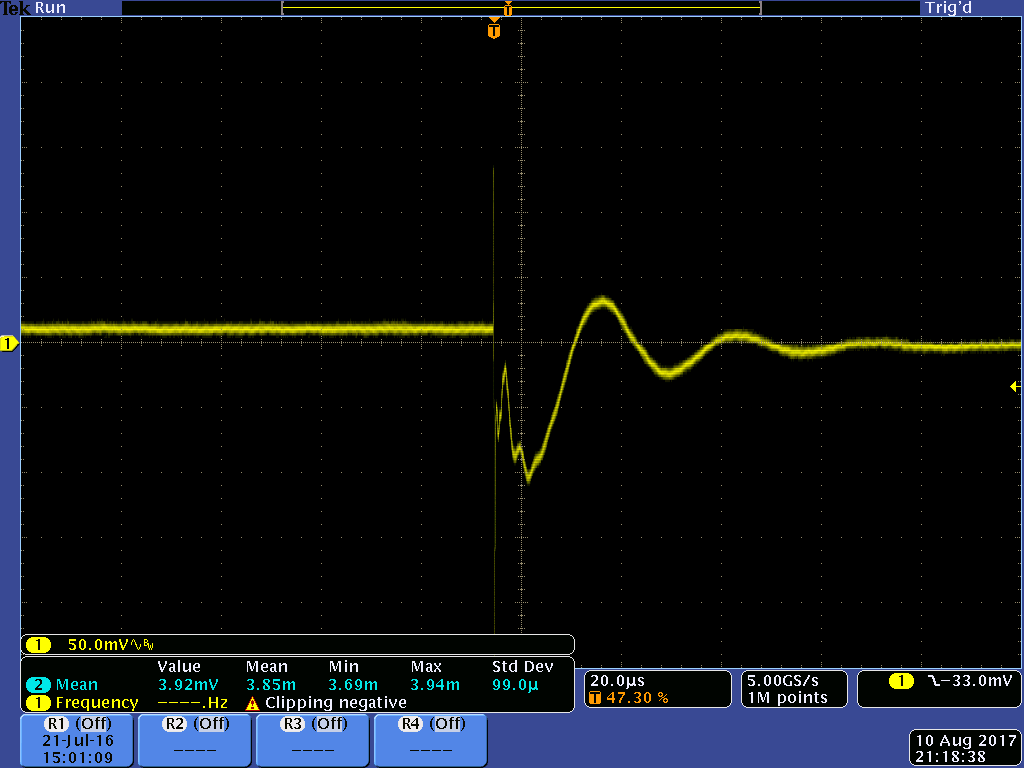 Tek Run Trig'd
T
T
1
1 50.0mV∿BW
Value Mean Min Max Std Dev
2 Mean 3.92mV 3.85m 3.69m 3.94m 99.0µ
1 Frequency ----.Hz Clipping negative
20.0µs
T 47.30 %
5.00GS/s
1M points
1 -33.0mV
R1 (Off)
21-Jul-16
15:01:09
R2 (Off)
----
R3 (Off)
----
R4 (Off)
----
10 Aug 2017
21:18:38